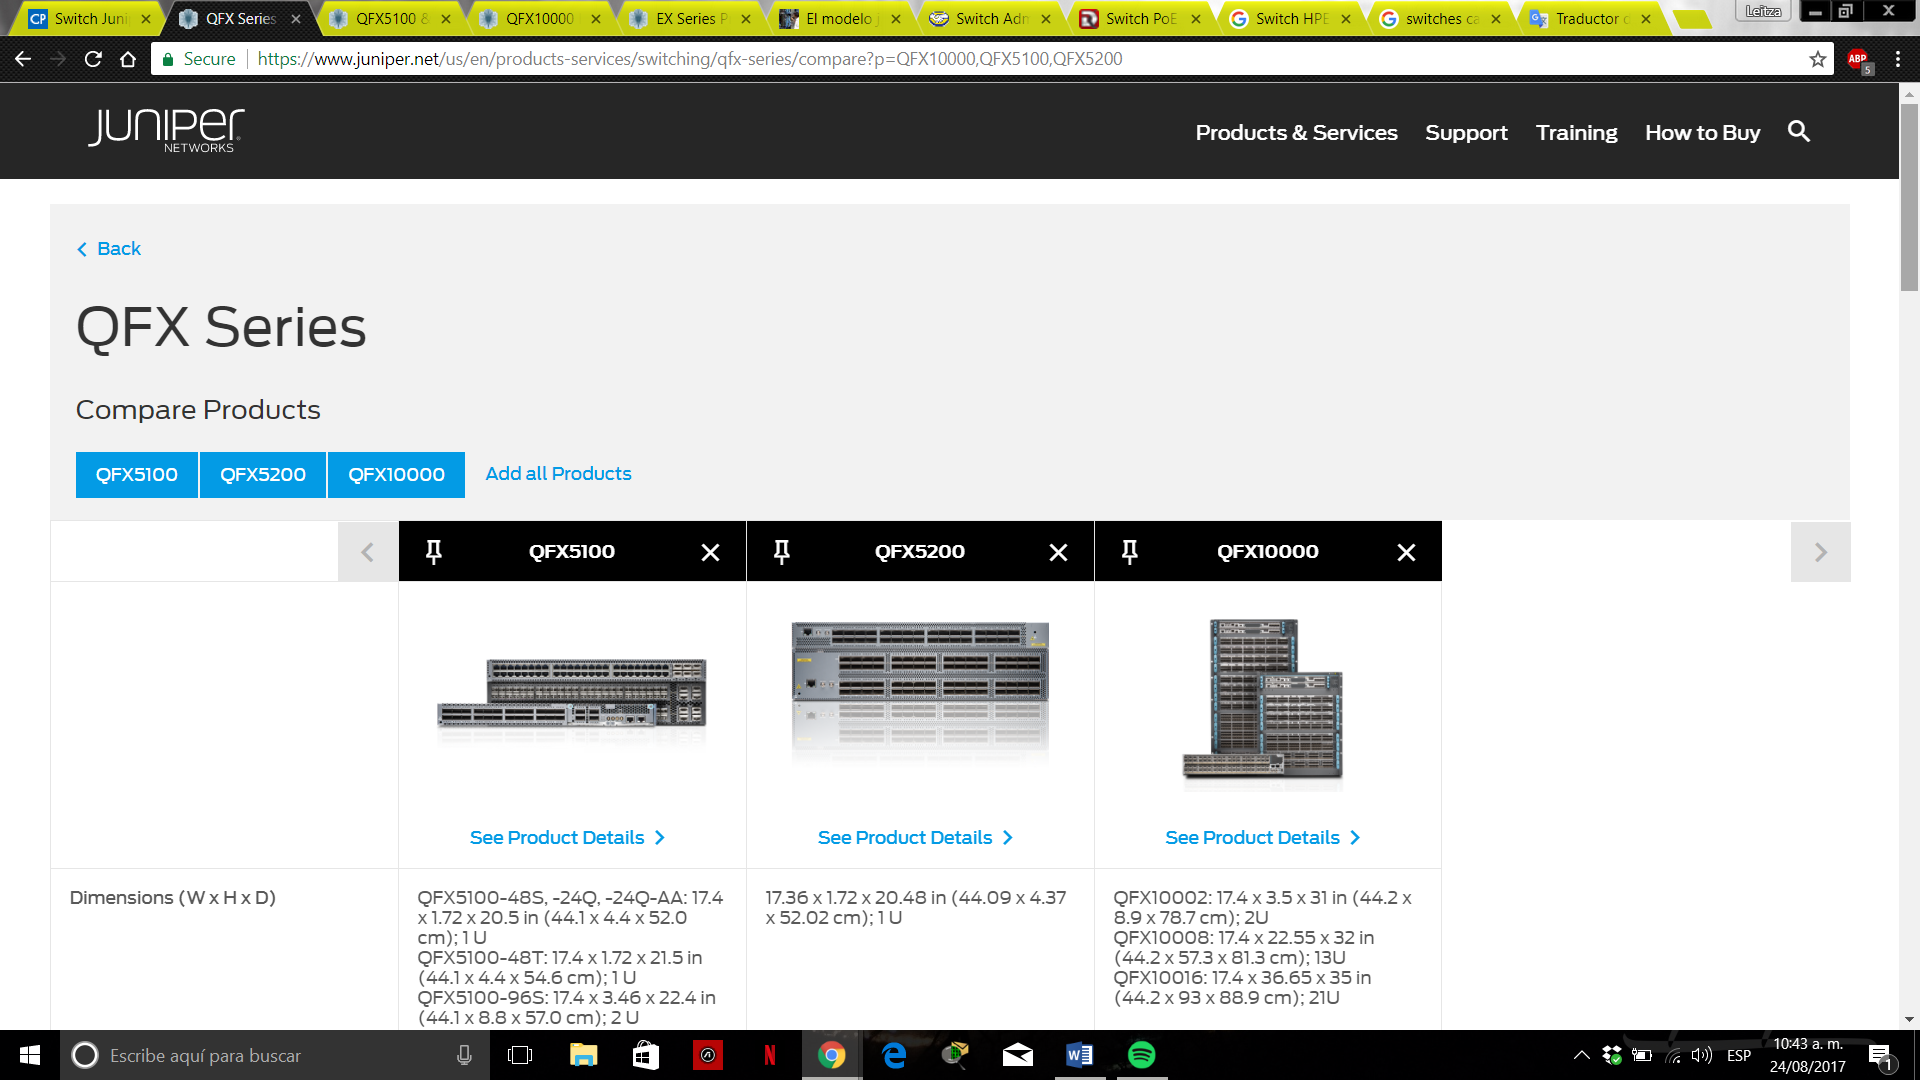 Switch Juni
QFX Series
QFX5100 &
QFX10000
EX Series P
El modelo j
Switch Adm
Switch PoE
Switch HPE
switches ca
Traductor d
Leitza
Secure
https://www.juniper.net/us/en/products-services/switching/qfx-series/compare?p=QFX10000,QFX5100,QFX5200
ABP
5
JUNIPer
NETWORKS
Products & Services
Support
Training
How to Buy
Back
QFX Series
Compare Products
QFX5100
QFX5200
QFX10000
Add all Products
QFX5100
QFX5200
QFX10000
See Product Details
See Product Details
See Product Details
Dimensions (W x H x D)
QFX5100-48S, -24Q, -24Q-AA: 17.4
x 1.72 x 20.5 in (44.1 x 4.4 x 52.0
cm); 1 U
QFX5100-48T: 17.4 x 1.72 x 21.5 in
(44.1 x 4.4 x 54.6 cm); 1 U
QFX5100-96S: 17.4 x 3.46 x 22.4 in
(44.1 x 8.8 x 57.0 cm); 2 U
17.36 x 1.72 x 20.48 in (44.09 x 4.37
x 52.02 cm); 1 U
QFX10002: 17.4 x 3.5 x 31 in (44.2 x
8.9 x 78.7 cm); 2U
QFX10008: 17.4 x 22.55 x 32 in
(44.2 x 57.3 x 81.3 cm); 13U
QFX10016: 17.4 x 36.65 x 35 in
(44.2 x 93 x 88.9 cm); 21U
Escribe aquí para buscar
ESP
10:43 a. m.
24/08/2017
1